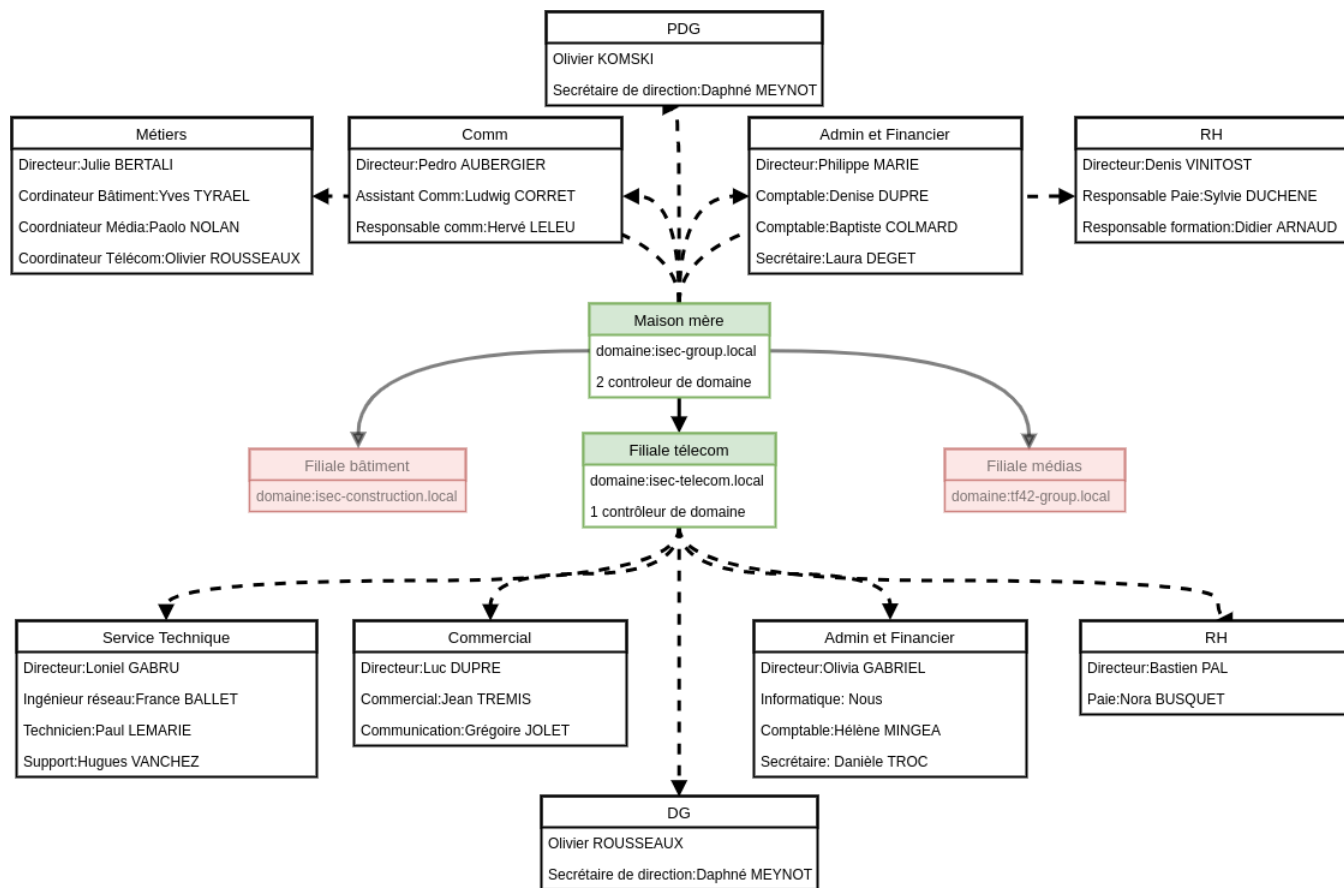 PDG
Olivier KOMSKI
Secrétaire de direction:Daphné MEYNOT
Métiers
Directeur:Julie BERTALI
Cordinateur Bâtiment:Yves TYRAEL
Coordniateur Média:Paolo NOLAN
Coordinateur Télécom:Olivier ROUSSEAUX
Comm
Directeur:Pedro AUBERGIER
Assistant Comm:Ludwig CORRET
Responsable comm:Hervé LELEU
Admin et Financier
Directeur:Philippe MARIE
Comptable:Denise DUPRE
Comptable:Baptiste COLMARD
Secrétaire:Laura DEGET
RH
Directeur:Denis VINITOST
Responsable Paie:Sylvie DUCHENE
Responsable formation:Didier ARNAUD
Maison mère
domaine:isec-group.local
2 controleur de domaine
Filiale bâtiment
domaine:isec-construction.local
Filiale télecom
domaine:isec-telecom.local
1 contrôleur de domaine
Filiale médias
domaine:tf42-group.local
Service Technique
Directeur:Loniel GABRU
Ingénieur réseau:France BALLET
Technicien:Paul LEMARIE
Support:Hugues VANCHEZ
Commercial
Directeur:Luc DUPRE
Commercial:Jean TREMIS
Communication:Grégoire JOLET
Admin et Financier
Directeur:Olivia GABRIEL
Informatique: Nous
Comptable:Hélène MINGEA
Secrétaire: Danièle TROC
RH
Directeur:Bastien PAL
Paie:Nora BUSQUET
DG
Olivier ROUSSEAUX
Secrétaire de direction:Daphné MEYNOT